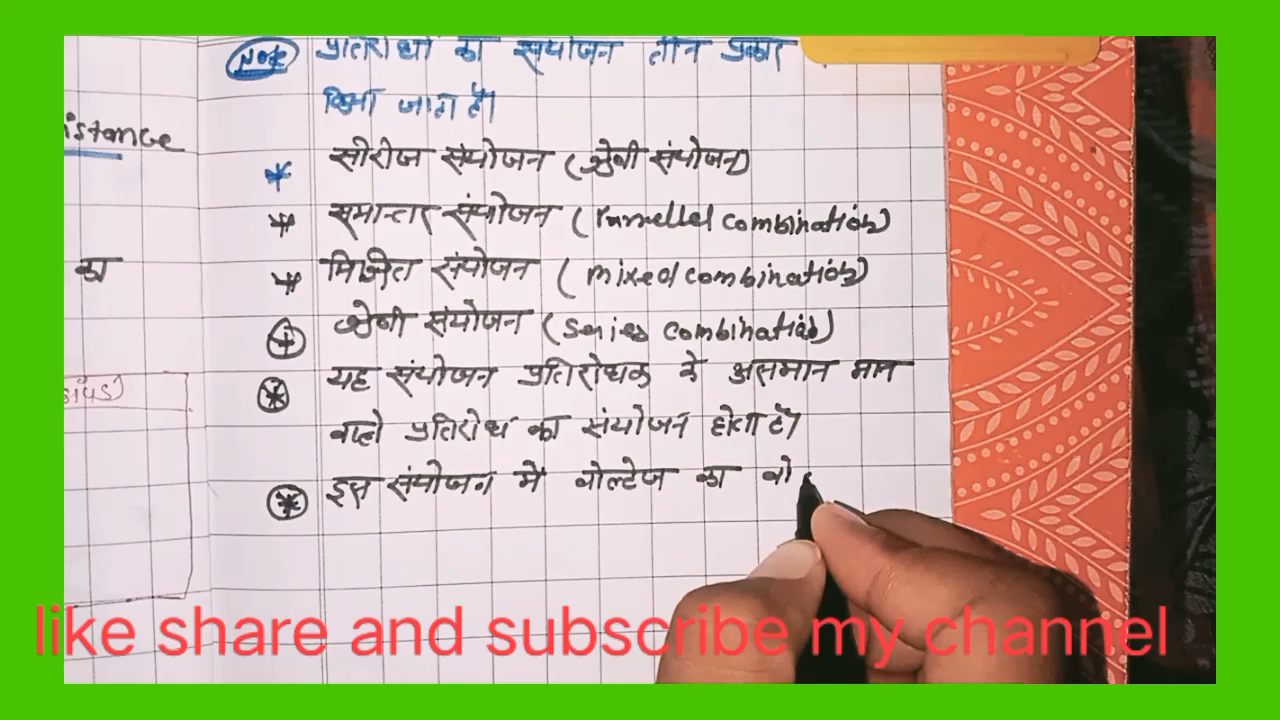 Note प्रतिरोधों का संयोजन तीन प्रकार
किया जाता है।
istance
* सीरीज संयोजन (श्रेणी संयोजन)
* समान्तर संयोजन (Parrellel combination)
का
* मिश्रित संयोजन (mixed combination)
श्रेणी संयोजन (Series combination)
* यह संयोजन प्रतिरोधक के असमान मान
वाले प्रतिरोध का संयोजन होता है।
* इस संयोजन में वोल्टेज का वो
like share and subscribe my channel